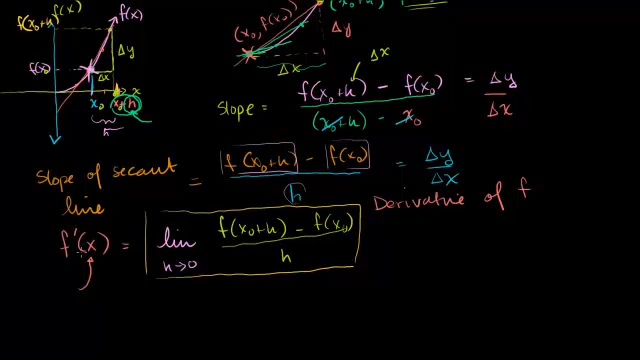 f(x₀+h) f(x)
f(x₀)
Δy
Δx
x₀ x₀+h x
h
f(x)
(x₀, f(x₀))
(x₀+h)
Δy
Δx
Δx
slope = f(x₀+h) − f(x₀) / (x₀+h) − x₀ = Δy / Δx
Slope of secant line = f(x₀+h) − f(x₀) / h = Δy / Δx
Derivative of f
f'(x) = lim h→0 f(x₀+h) − f(x₀) / h